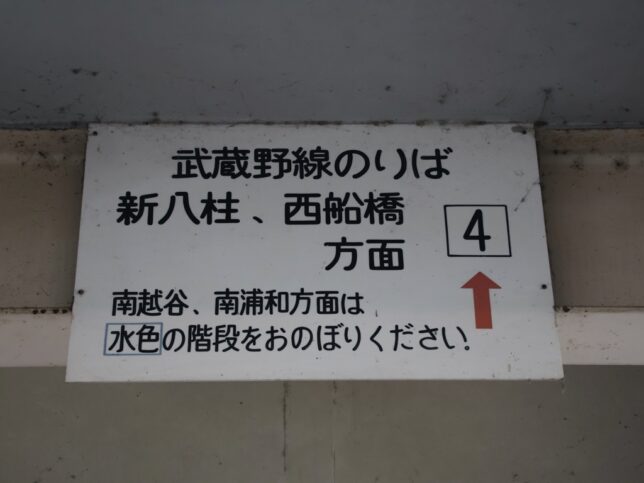 武蔵野線のりば
新八柱、西船橋
方面
4
南越谷、南浦和方面は
水色の階段をおのぼりください.